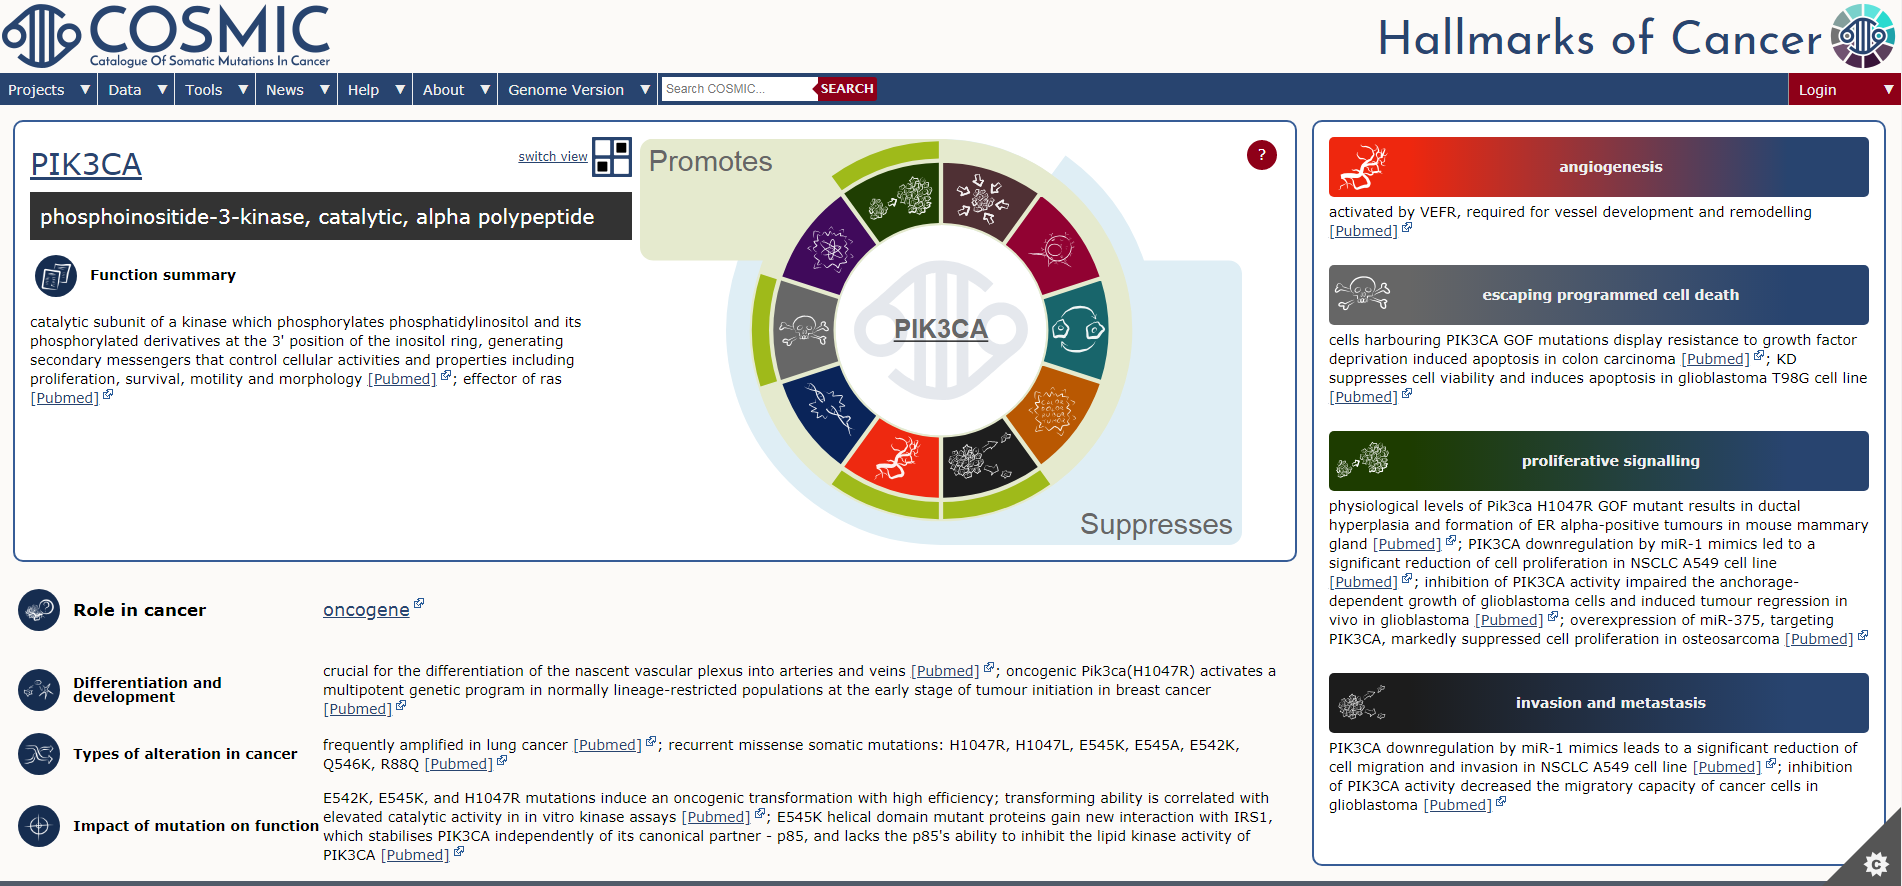 COSMIC
Catalogue Of Somatic Mutations In Cancer
Hallmarks of Cancer
Projects ▼ Data ▼ Tools ▼ News ▼ Help ▼ About ▼ Genome Version ▼ Search COSMIC... SEARCH Login ▼
PIK3CA
switch view
phosphoinositide-3-kinase, catalytic, alpha polypeptide
Function summary
catalytic subunit of a kinase which phosphorylates phosphatidylinositol and its
phosphorylated derivatives at the 3' position of the inositol ring, generating
secondary messengers that control cellular activities and properties including
proliferation, survival, motility and morphology [Pubmed]; effector of ras
[Pubmed]
Promotes
?
PIK3CA
Suppresses
Role in cancer
oncogene
Differentiation and
development
crucial for the differentiation of the nascent vascular plexus into arteries and veins [Pubmed]; oncogenic Pik3ca(H1047R) activates a
multipotent genetic program in normally lineage-restricted populations at the early stage of tumour initiation in breast cancer
[Pubmed]
Types of alteration in cancer
frequently amplified in lung cancer [Pubmed]; recurrent missense somatic mutations: H1047R, H1047L, E545K, E545A, E542K,
Q546K, R88Q [Pubmed]
Impact of mutation on function
E542K, E545K, and H1047R mutations induce an oncogenic transformation with high efficiency; transforming ability is correlated with
elevated catalytic activity in in vitro kinase assays [Pubmed]; E545K helical domain mutant proteins gain new interaction with IRS1,
which stabilises PIK3CA independently of its canonical partner - p85, and lacks the p85's ability to inhibit the lipid kinase activity of
PIK3CA [Pubmed]
angiogenesis
activated by VEFR, required for vessel development and remodelling
[Pubmed]
escaping programmed cell death
cells harbouring PIK3CA GOF mutations display resistance to growth factor
deprivation induced apoptosis in colon carcinoma [Pubmed]; KD
suppresses cell viability and induces apoptosis in glioblastoma T98G cell line
[Pubmed]
proliferative signalling
physiological levels of Pik3ca H1047R GOF mutant results in ductal
hyperplasia and formation of ER alpha-positive tumours in mouse mammary
gland [Pubmed]; PIK3CA downregulation by miR-1 mimics led to a
significant reduction of cell proliferation in NSCLC A549 cell line
[Pubmed]; inhibition of PIK3CA activity impaired the anchorage-
dependent growth of glioblastoma cells and induced tumour regression in
vivo in glioblastoma [Pubmed]; overexpression of miR-375, targeting
PIK3CA, markedly suppressed cell proliferation in osteosarcoma [Pubmed]
invasion and metastasis
PIK3CA downregulation by miR-1 mimics leads to a significant reduction of
cell migration and invasion in NSCLC A549 cell line [Pubmed]; inhibition
of PIK3CA activity decreased the migratory capacity of cancer cells in
glioblastoma [Pubmed]
C